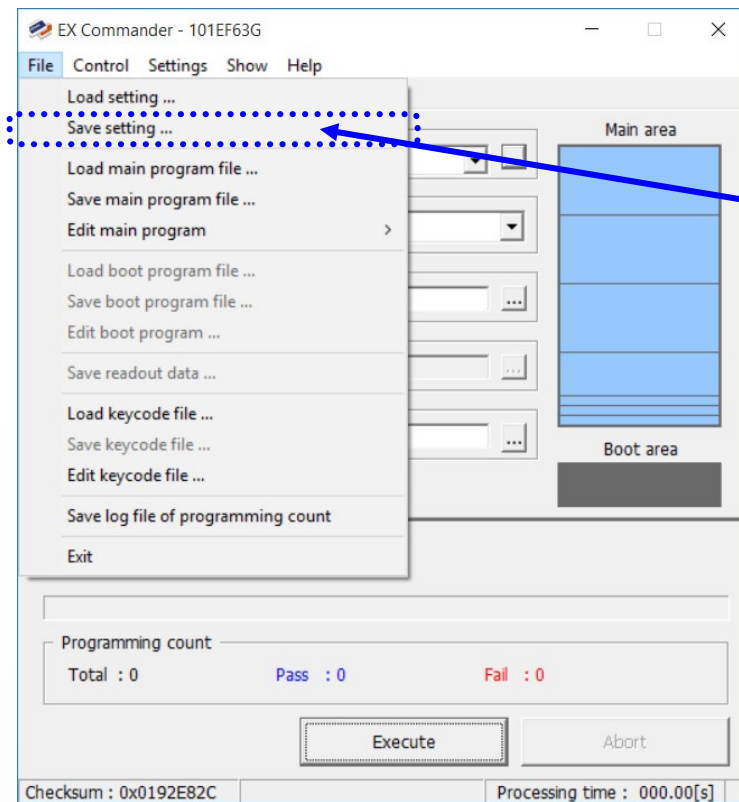 EX Commander - 101EF63G
File Control Settings Show Help
Load setting ...
Save setting ...
Load main program file ...
Save main program file ...
Edit main program
Load boot program file ...
Save boot program file ...
Edit boot program ...
Save readout data ...
Load keycode file ...
Save keycode file ...
Edit keycode file ...
Save log file of programming count
Exit
...
...
...
Main area
Boot area
Programming count
Total : 0 Pass : 0 Fail : 0
Execute Abort
Checksum : 0x0192E82C Processing time : 000.00[s]